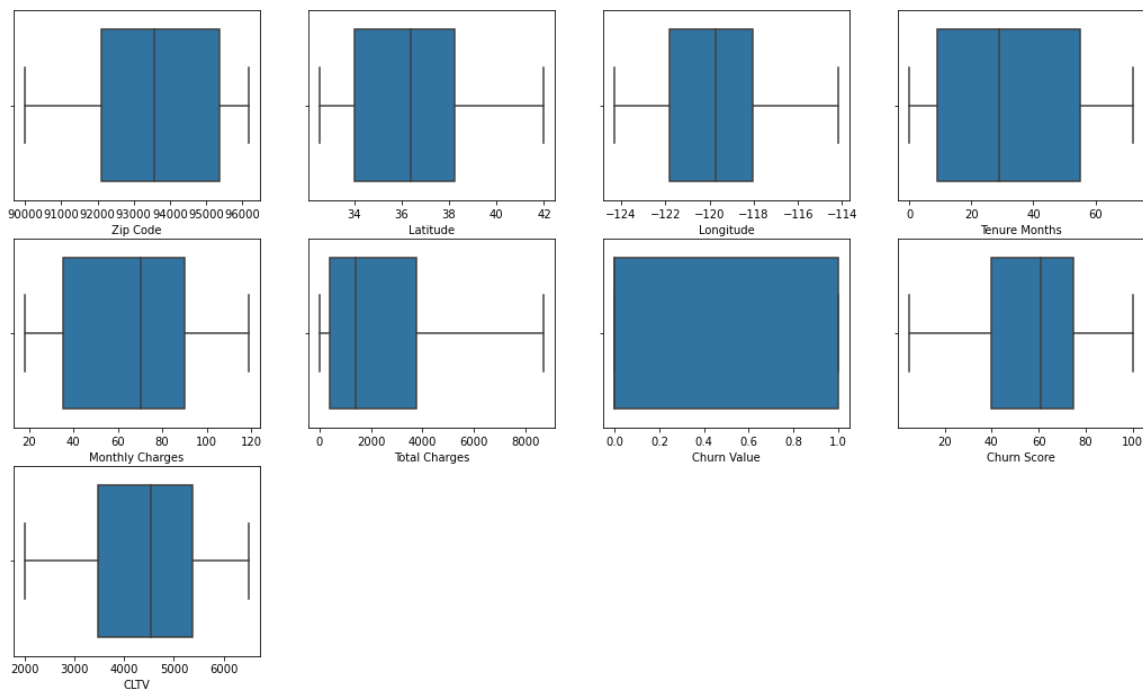 90000 91000 92000 93000 94000 95000 96000
Zip Code
34 36 38 40 42
Latitude
−124 −122 −120 −118 −116 −114
Longitude
0 20 40 60
Tenure Months
20 40 60 80 100 120
Monthly Charges
0 2000 4000 6000 8000
Total Charges
0.0 0.2 0.4 0.6 0.8 1.0
Churn Value
20 40 60 80 100
Churn Score
2000 3000 4000 5000 6000
CLTV